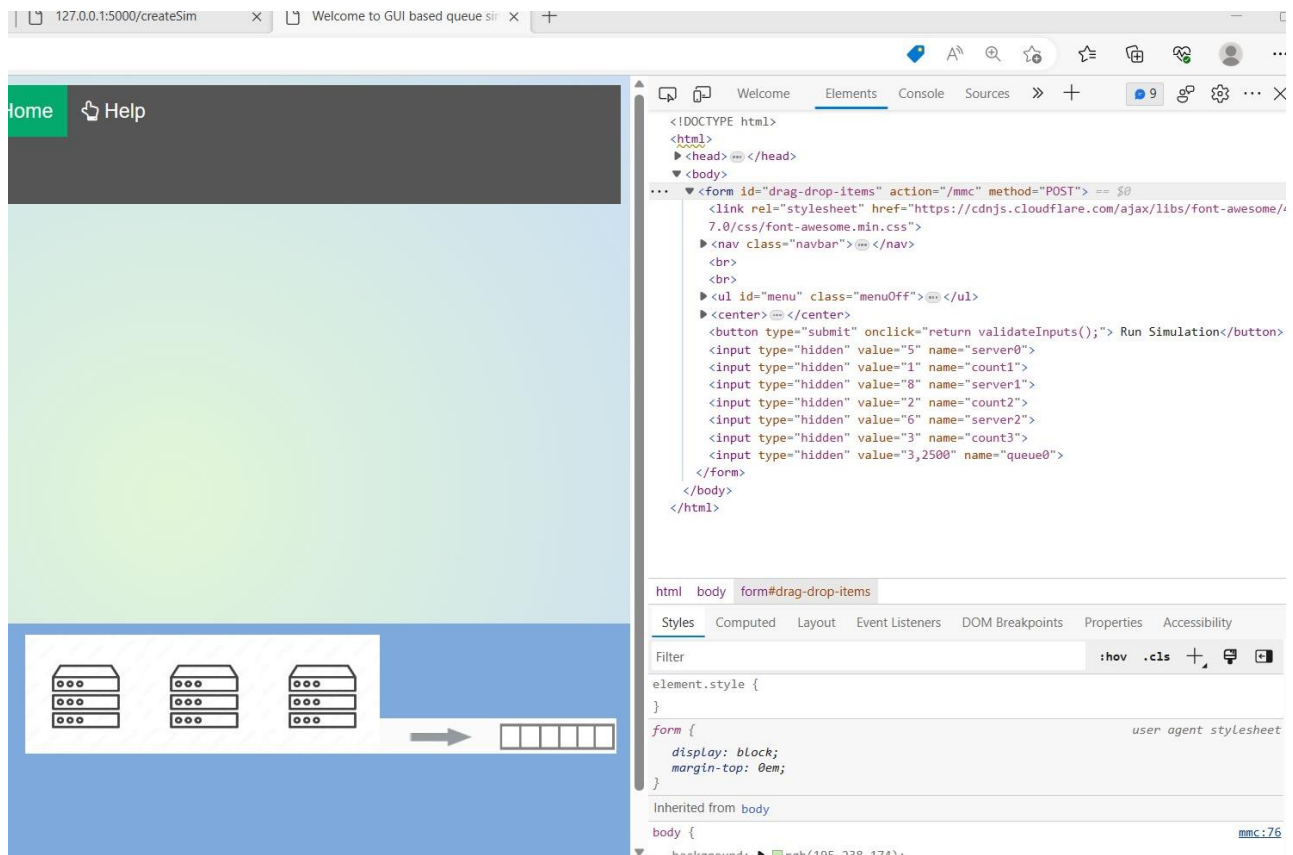 127.0.0.1:5000/createSim
Welcome to GUI based queue sir
Home Help
Welcome Elements Console Sources 9
<!DOCTYPE html>
<html>
<head> ••• </head>
<body>
••• <form id="drag-drop-items" action="/mmc" method="POST"> == $0
<link rel="stylesheet" href="https://cdnjs.cloudflare.com/ajax/libs/font-awesome/4
7.0/css/font-awesome.min.css">
<nav class="navbar"> ••• </nav>
<br>
<br>
<ul id="menu" class="menuOff"> ••• </ul>
<center> ••• </center>
<button type="submit" onclick="return validateInputs();"> Run Simulation</button>
<input type="hidden" value="5" name="server0">
<input type="hidden" value="1" name="count1">
<input type="hidden" value="8" name="server1">
<input type="hidden" value="2" name="count2">
<input type="hidden" value="6" name="server2">
<input type="hidden" value="3" name="count3">
<input type="hidden" value="3,2500" name="queue0">
</form>
</body>
</html>
html body form#drag-drop-items
Styles Computed Layout Event Listeners DOM Breakpoints Properties Accessibility
Filter :hov .cls
element.style {
}
form { user agent stylesheet
display: block;
margin-top: 0em;
}
Inherited from body
body { mmc:76
background: rgb(195,238,174);